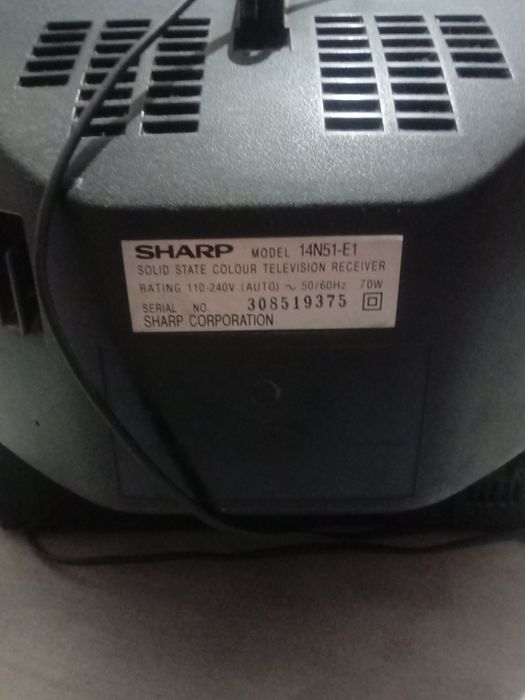 SHARP MODEL 14N51-E1
SOLID STATE COLOUR TELEVISION RECEIVER
RATING 110-240V (AUTO) ~ 50/60Hz 70W
SERIAL NO 308519375
SHARP CORPORATION